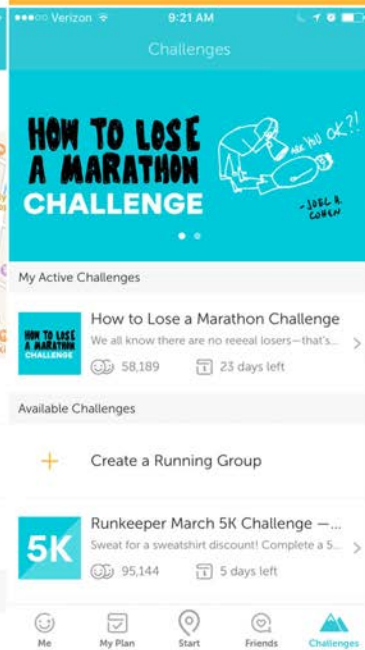 Verizon 9:21 AM
Challenges
HOW TO LOSE
A MARATHON
CHALLENGE
ARE YOU OK?!
-JOEL H.
COHEN
My Active Challenges
HOW TO LOSE
A MARATHON
CHALLENGE
How to Lose a Marathon Challenge
We all know there are no reeeal losers—that's...
58,189 23 days left
Available Challenges
+ Create a Running Group
5K
Runkeeper March 5K Challenge —...
Sweat for a sweatshirt discount! Complete a 5...
95,144 5 days left
Me My Plan Start Friends Challenges